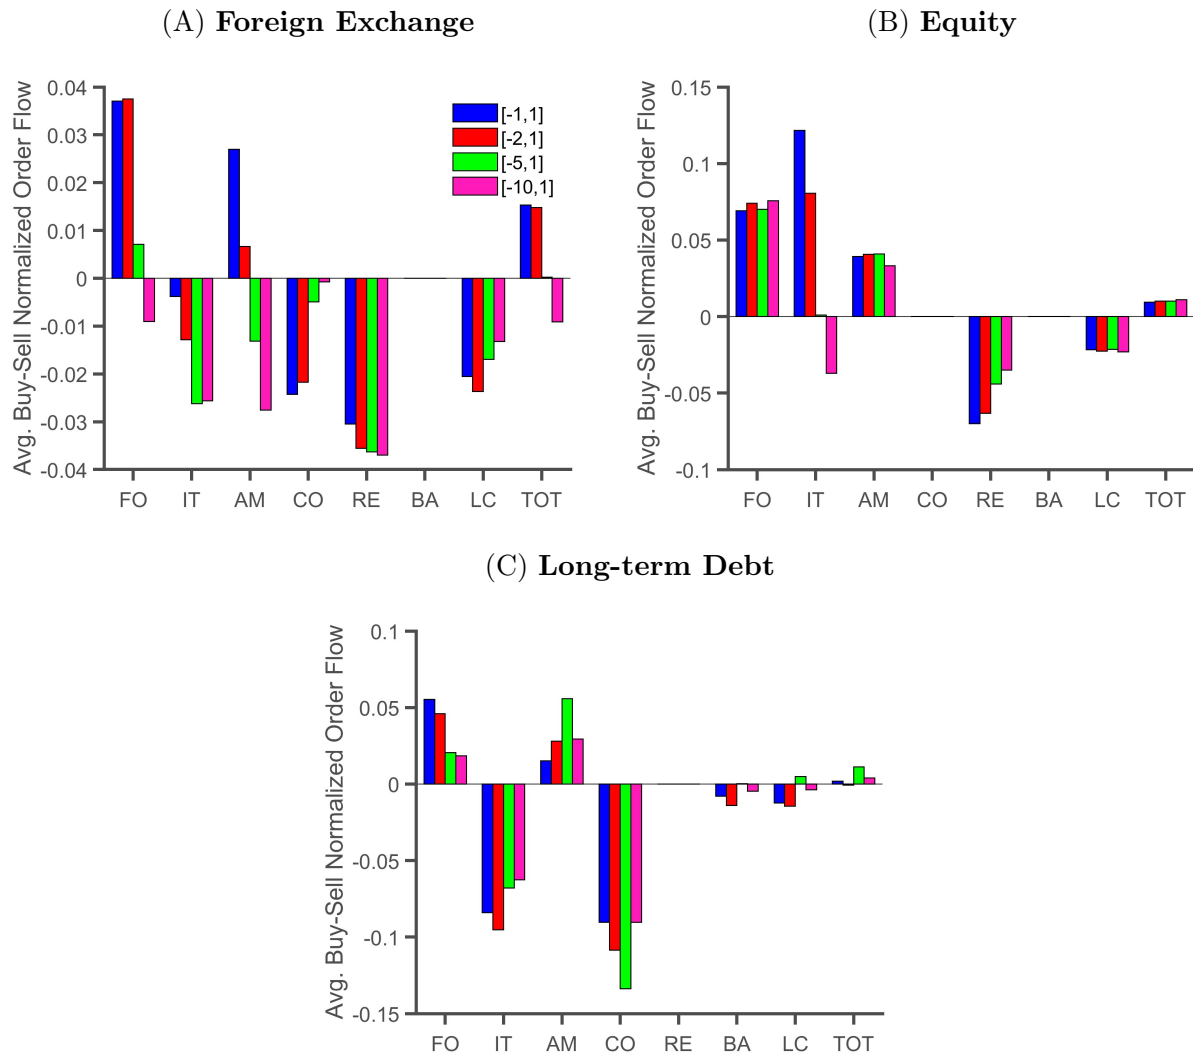 (A) Foreign Exchange
(B) Equity
Avg. Buy-Sell Normalized Order Flow
0.04
0.03
0.02
0.01
0
-0.01
-0.02
-0.03
-0.04
[-1,1]
[-2,1]
[-5,1]
[-10,1]
FO IT AM CO RE BA LC TOT
Avg. Buy-Sell Normalized Order Flow
0.15
0.1
0.05
0
-0.05
-0.1
FO IT AM CO RE BA LC TOT
(C) Long-term Debt
Avg. Buy-Sell Normalized Order Flow
0.1
0.05
0
-0.05
-0.1
-0.15
FO IT AM CO RE BA LC TOT